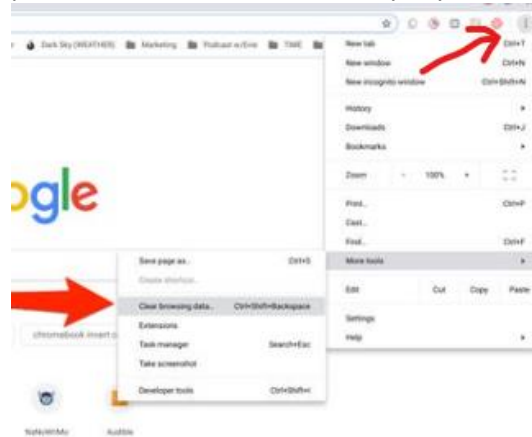 Dark Sky (WEATHER) Marketing Podcast w/Eve TIME
New tab Ctrl+T
New window Ctrl+N
New incognito window Ctrl+Shift+N
History
Downloads Ctrl+J
Bookmarks
Zoom - 100% +
Print... Ctrl+P
Cast...
Find... Ctrl+F
More tools
Edit Cut Copy Paste
Settings
Help
ogle
Save page as... Ctrl+S
Create shortcut...
Clear browsing data... Ctrl+Shift+Backspace
Extensions
Task manager Search+Esc
Take screenshot
Developer tools Ctrl+Shift+I
chromebook insert
NaNoWriMo Audible